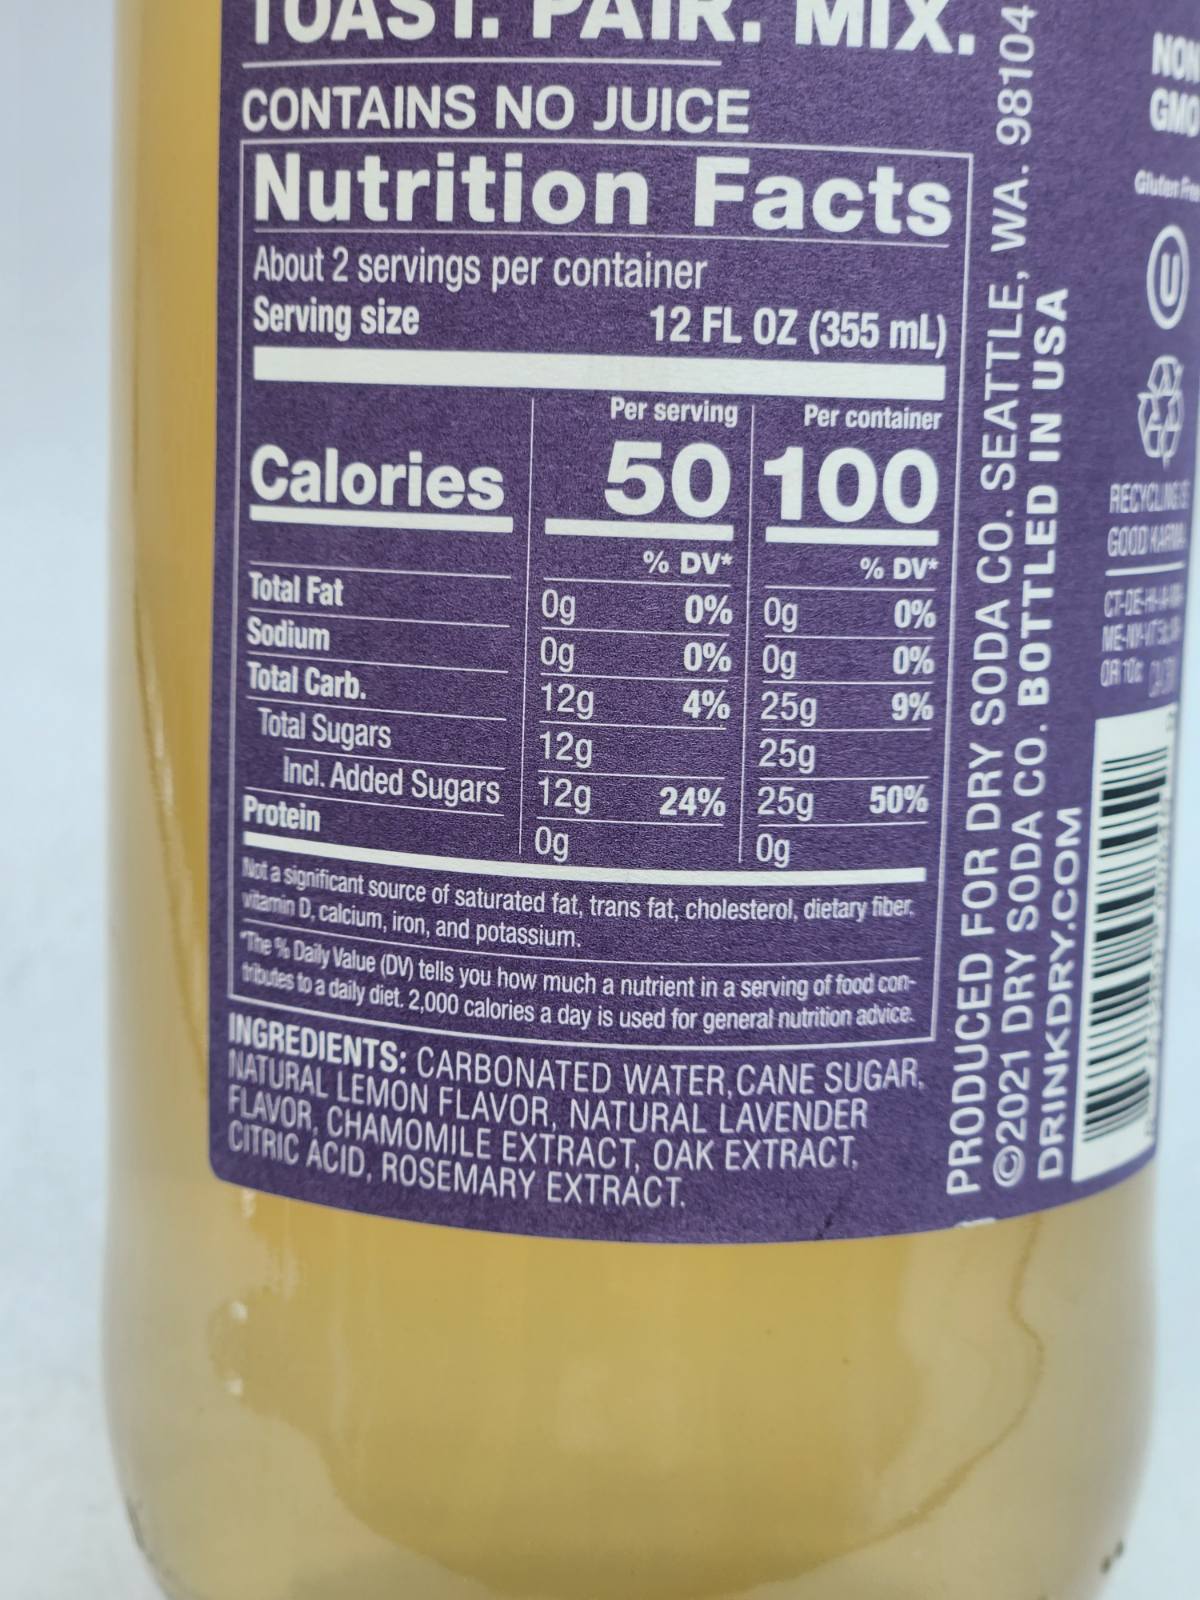 TOAST. PAIR. MIX.
CONTAINS NO JUICE
Nutrition Facts
About 2 servings per container
Serving size 12 FL OZ (355 mL)
Per serving Per container
Calories 50 100
% DV* % DV*
Total Fat 0g 0% 0g 0%
Sodium 0g 0% 0g 0%
Total Carb. 12g 4% 25g 9%
Total Sugars 12g 25g
Incl. Added Sugars 12g 24% 25g 50%
Protein 0g 0g
Not a significant source of saturated fat, trans fat, cholesterol, dietary fiber,
vitamin D, calcium, iron, and potassium.
*The % Daily Value (DV) tells you how much a nutrient in a serving of food con-
tributes to a daily diet. 2,000 calories a day is used for general nutrition advice.
INGREDIENTS: CARBONATED WATER, CANE SUGAR,
NATURAL LEMON FLAVOR, NATURAL LAVENDER
FLAVOR, CHAMOMILE EXTRACT, OAK EXTRACT,
CITRIC ACID, ROSEMARY EXTRACT.
PRODUCED FOR DRY SODA CO. SEATTLE, WA. 98104
©2021 DRY SODA CO. BOTTLED IN USA
DRINKDRY.COM
NON
GMO
Gluten
U
RECYCLING IS
GOOD KARMA